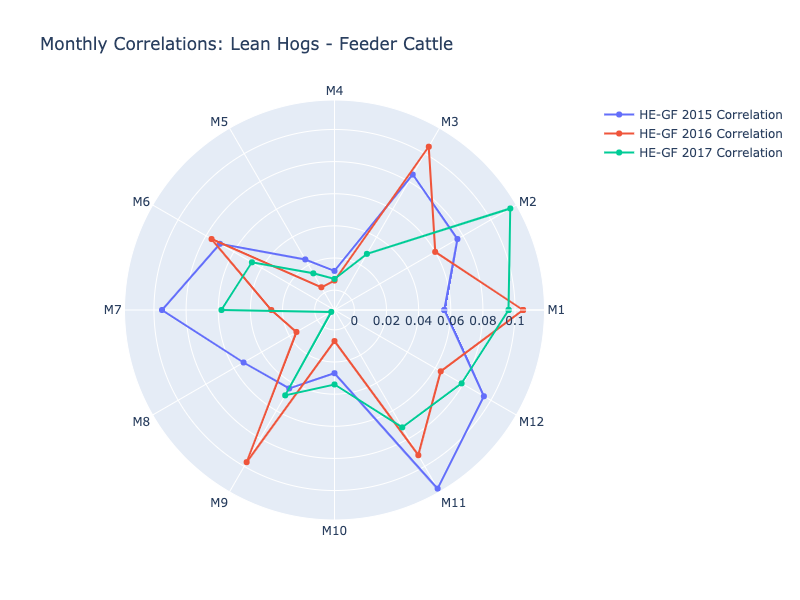 Monthly Correlations: Lean Hogs - Feeder Cattle
M4
M5
M3
HE-GF 2015 Correlation
HE-GF 2016 Correlation
HE-GF 2017 Correlation
M6
M2
M7
M1
0
0.02
0.04
0.06
0.08
0.1
M8
M12
M9
M11
M10